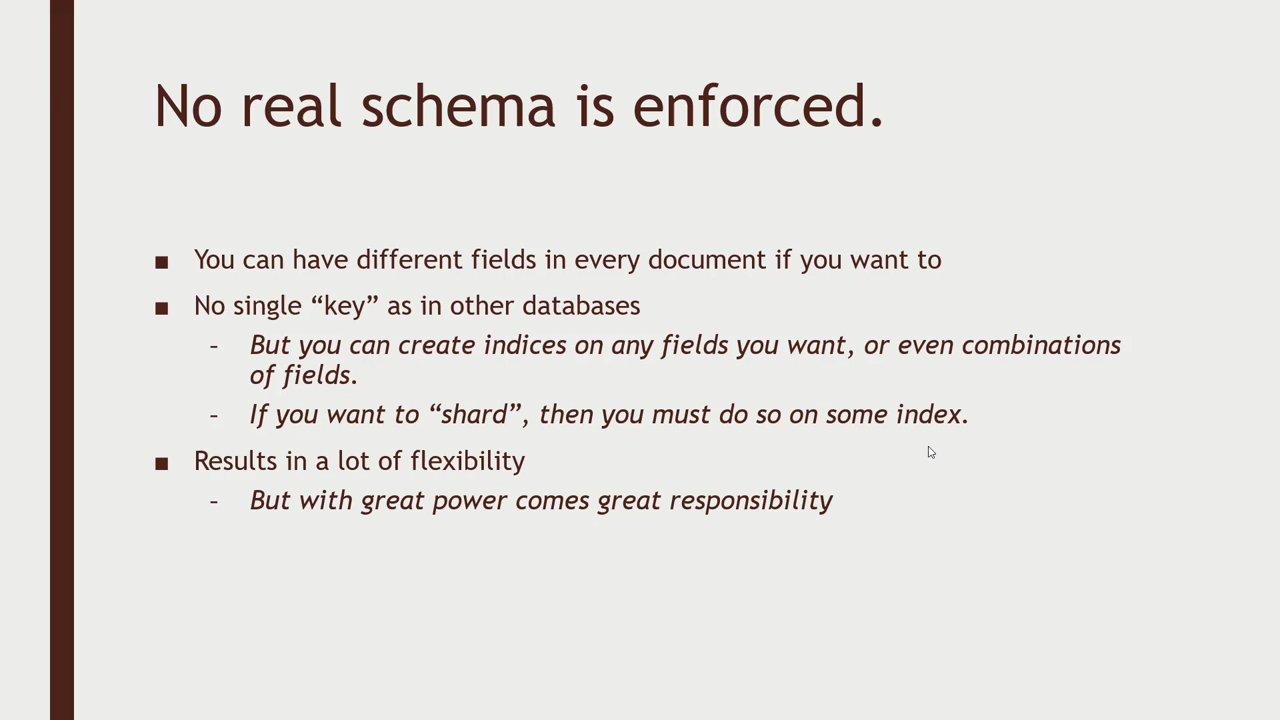 No real schema is enforced.
■ You can have different fields in every document if you want to
■ No single “key” as in other databases
– But you can create indices on any fields you want, or even combinations
of fields.
– If you want to “shard”, then you must do so on some index.
■ Results in a lot of flexibility
– But with great power comes great responsibility